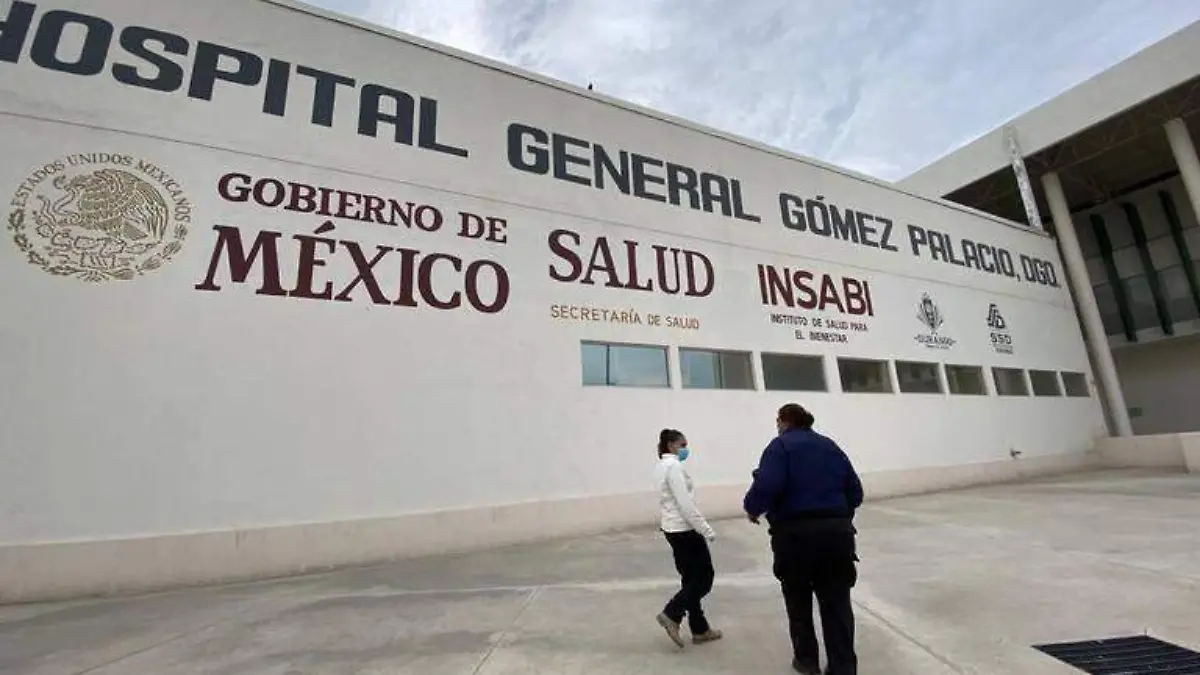 HOSPITAL GENERAL GÓMEZ PALACIO, DGO.
ESTADOS UNIDOS MEXICANOS
GOBIERNO DE
MÉXICO
SALUD
SECRETARÍA DE SALUD
INSABI
INSTITUTO DE SALUD PARA
EL BIENESTAR
DURANGO
SSD